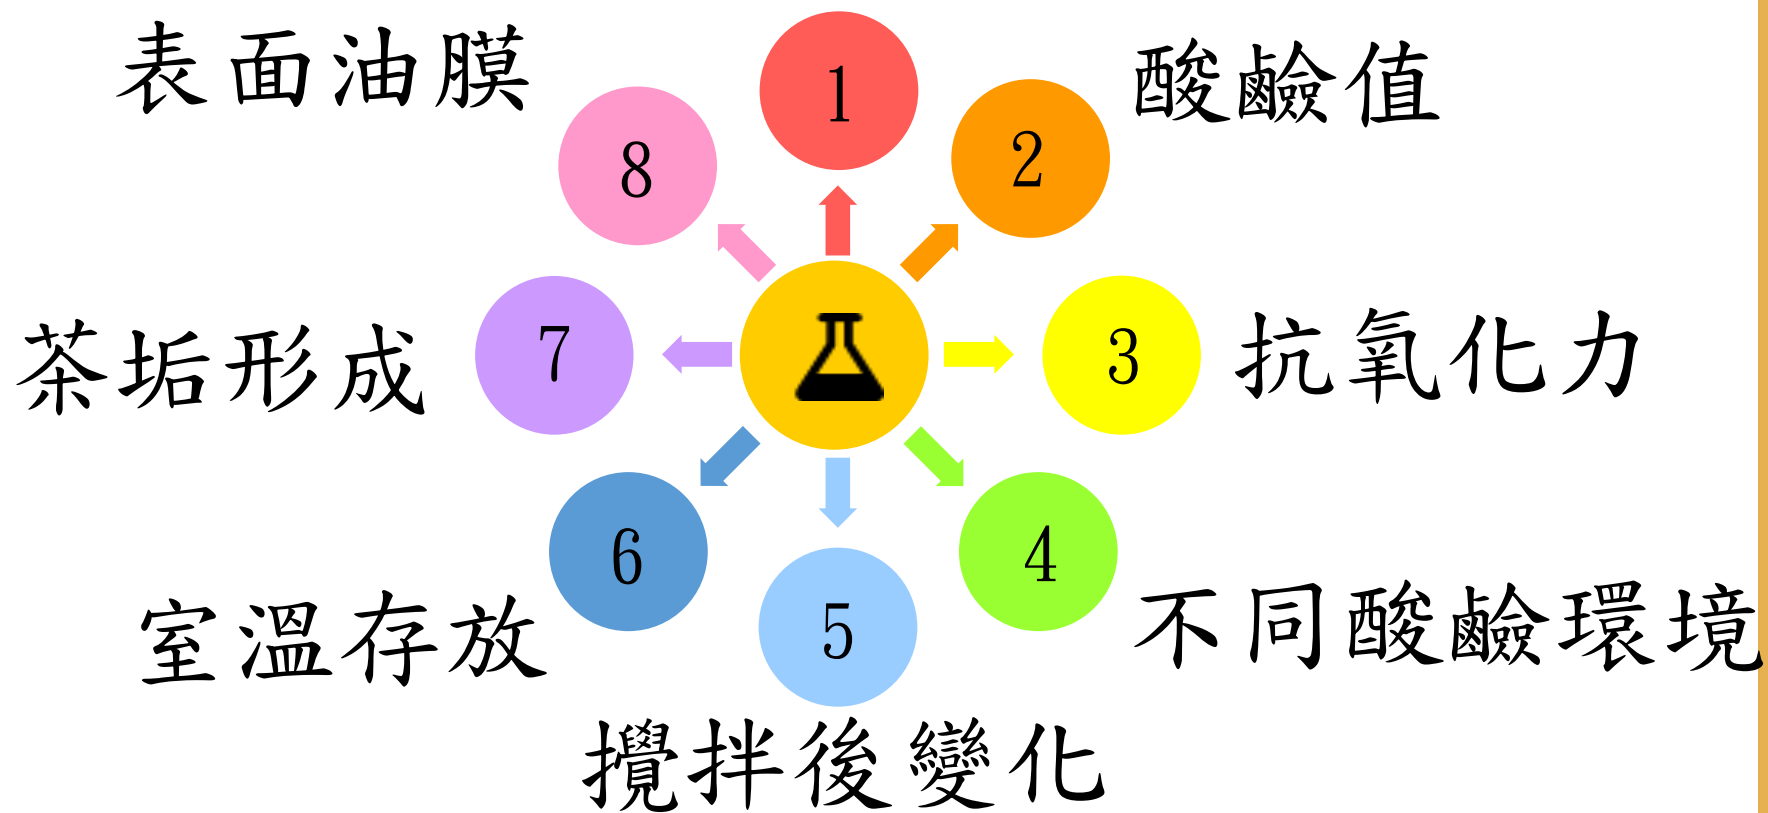 1
2 酸鹼值
3 抗氧化力
4 不同酸鹼環境
5 攪拌後變化
6 室溫存放
7 茶垢形成
8 表面油膜